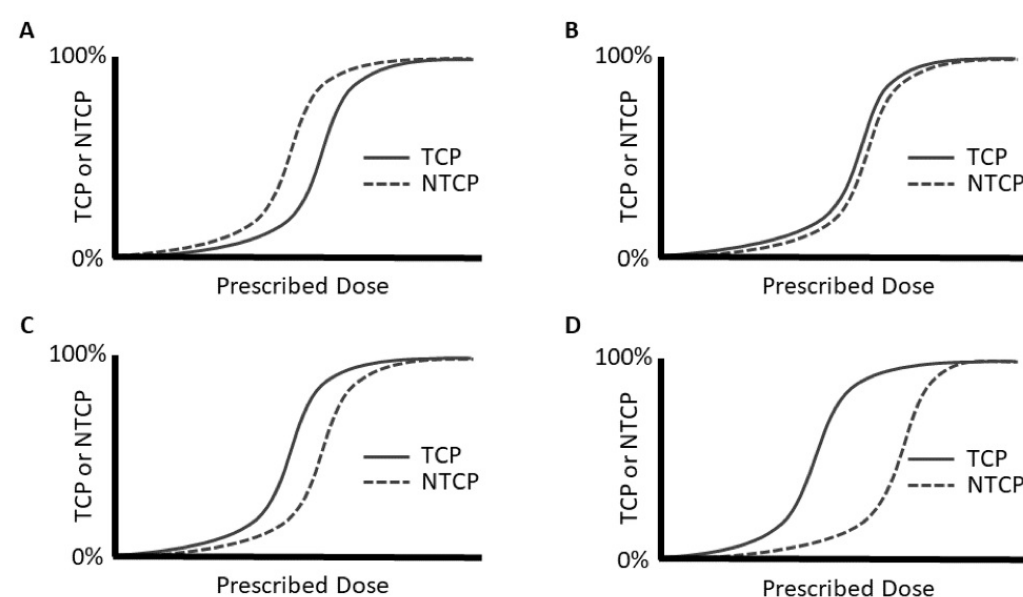 A
100%
TCP or NTCP
TCP
NTCP
0%
Prescribed Dose
B
100%
TCP or NTCP
TCP
NTCP
0%
Prescribed Dose
C
100%
TCP or NTCP
TCP
NTCP
0%
Prescribed Dose
D
100%
TCP or NTCP
TCP
NTCP
0%
Prescribed Dose